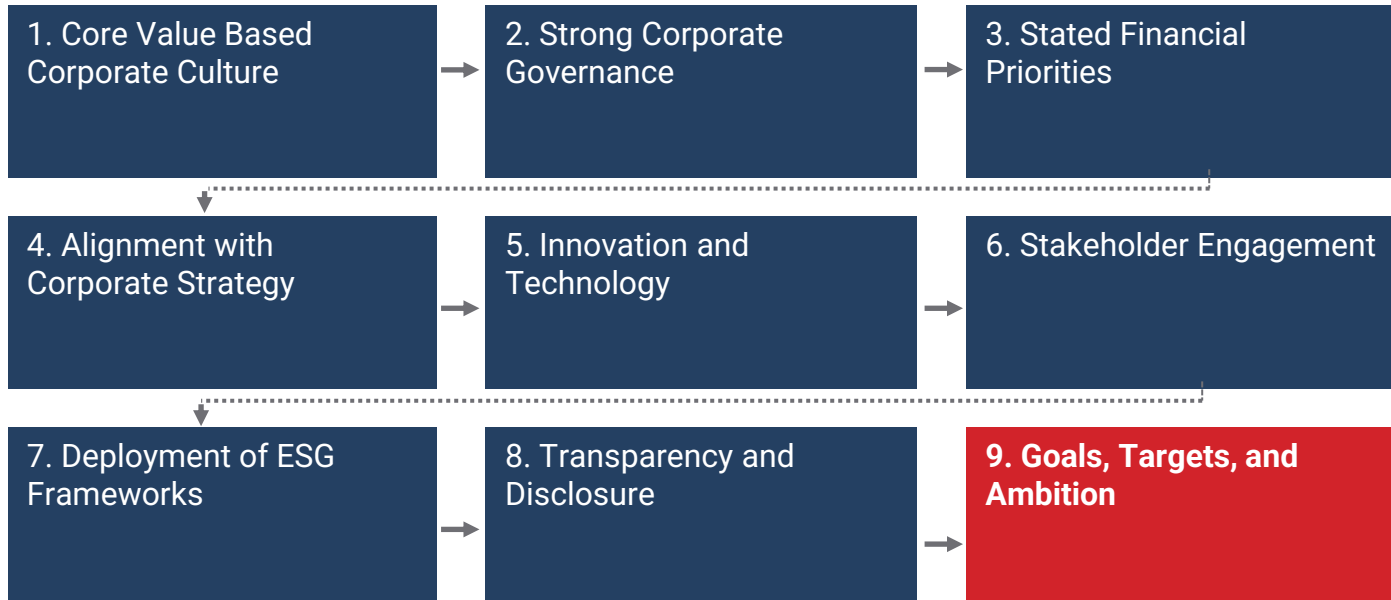 1. Core Value Based
Corporate Culture
2. Strong Corporate
Governance
3. Stated Financial
Priorities
4. Alignment with
Corporate Strategy
5. Innovation and
Technology
6. Stakeholder Engagement
7. Deployment of ESG
Frameworks
8. Transparency and
Disclosure
9. Goals, Targets, and
Ambition